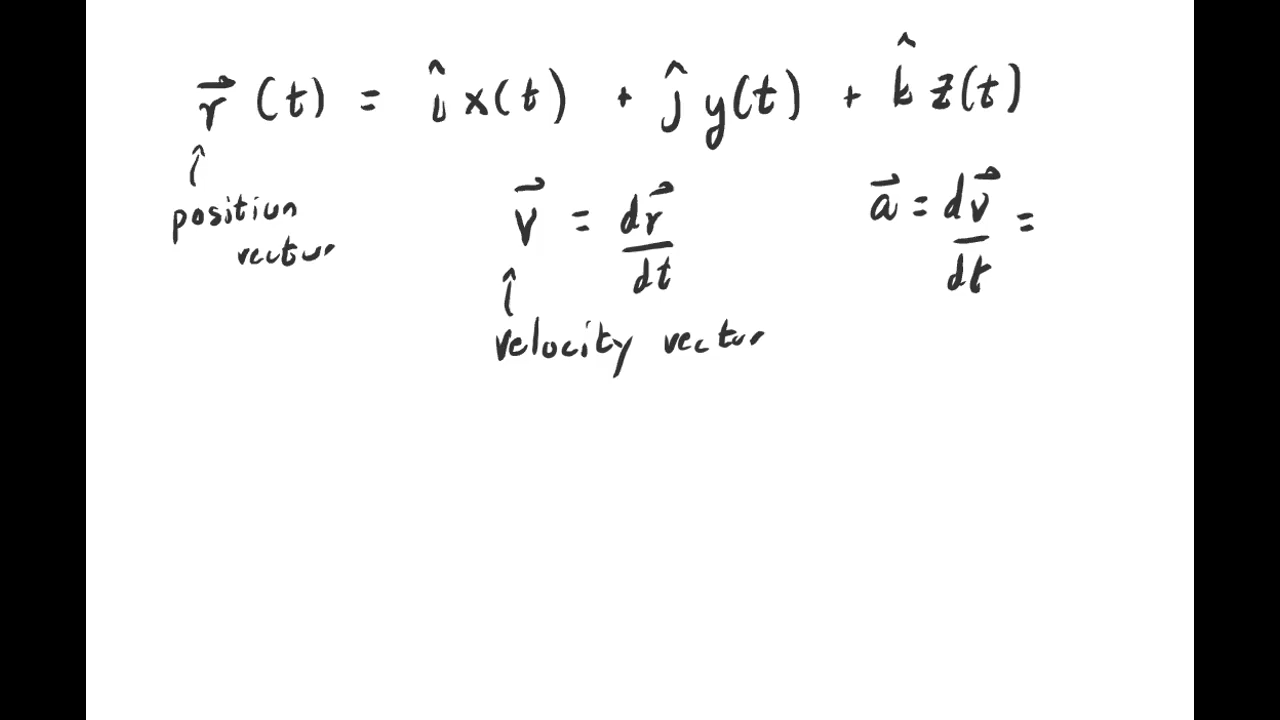 r⃗ (t) = î x(t) + ĵ y(t) + k̂ z(t)
↑
position
vector
v⃗ = dr⃗/dt
↑
velocity vector
a⃗ = dv⃗/dt =